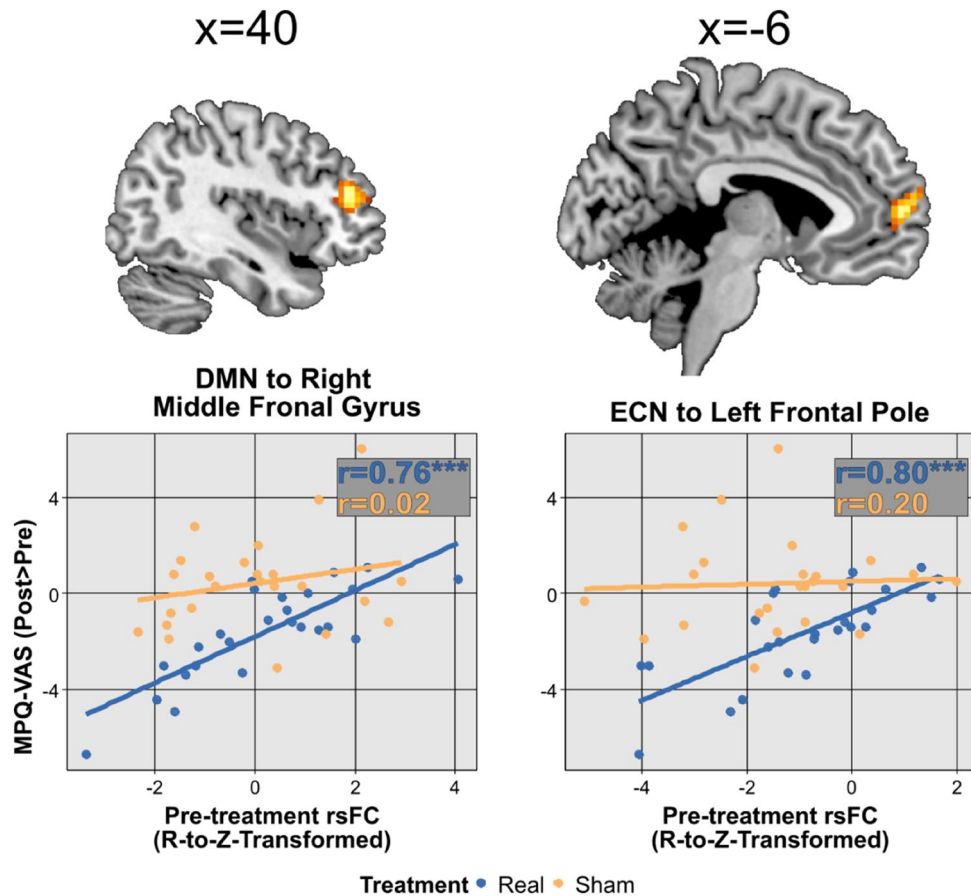 x=40
x=-6
DMN to Right
Middle Fronal Gyrus
ECN to Left Frontal Pole
MPQ-VAS (Post>Pre)
r=0.76***
r=0.02
4
0
-4
-2
0
2
4
Pre-treatment rsFC
(R-to-Z-Transformed)
r=0.80***
r=0.20
4
0
-4
-4
-2
0
2
Pre-treatment rsFC
(R-to-Z-Transformed)
Treatment Real Sham